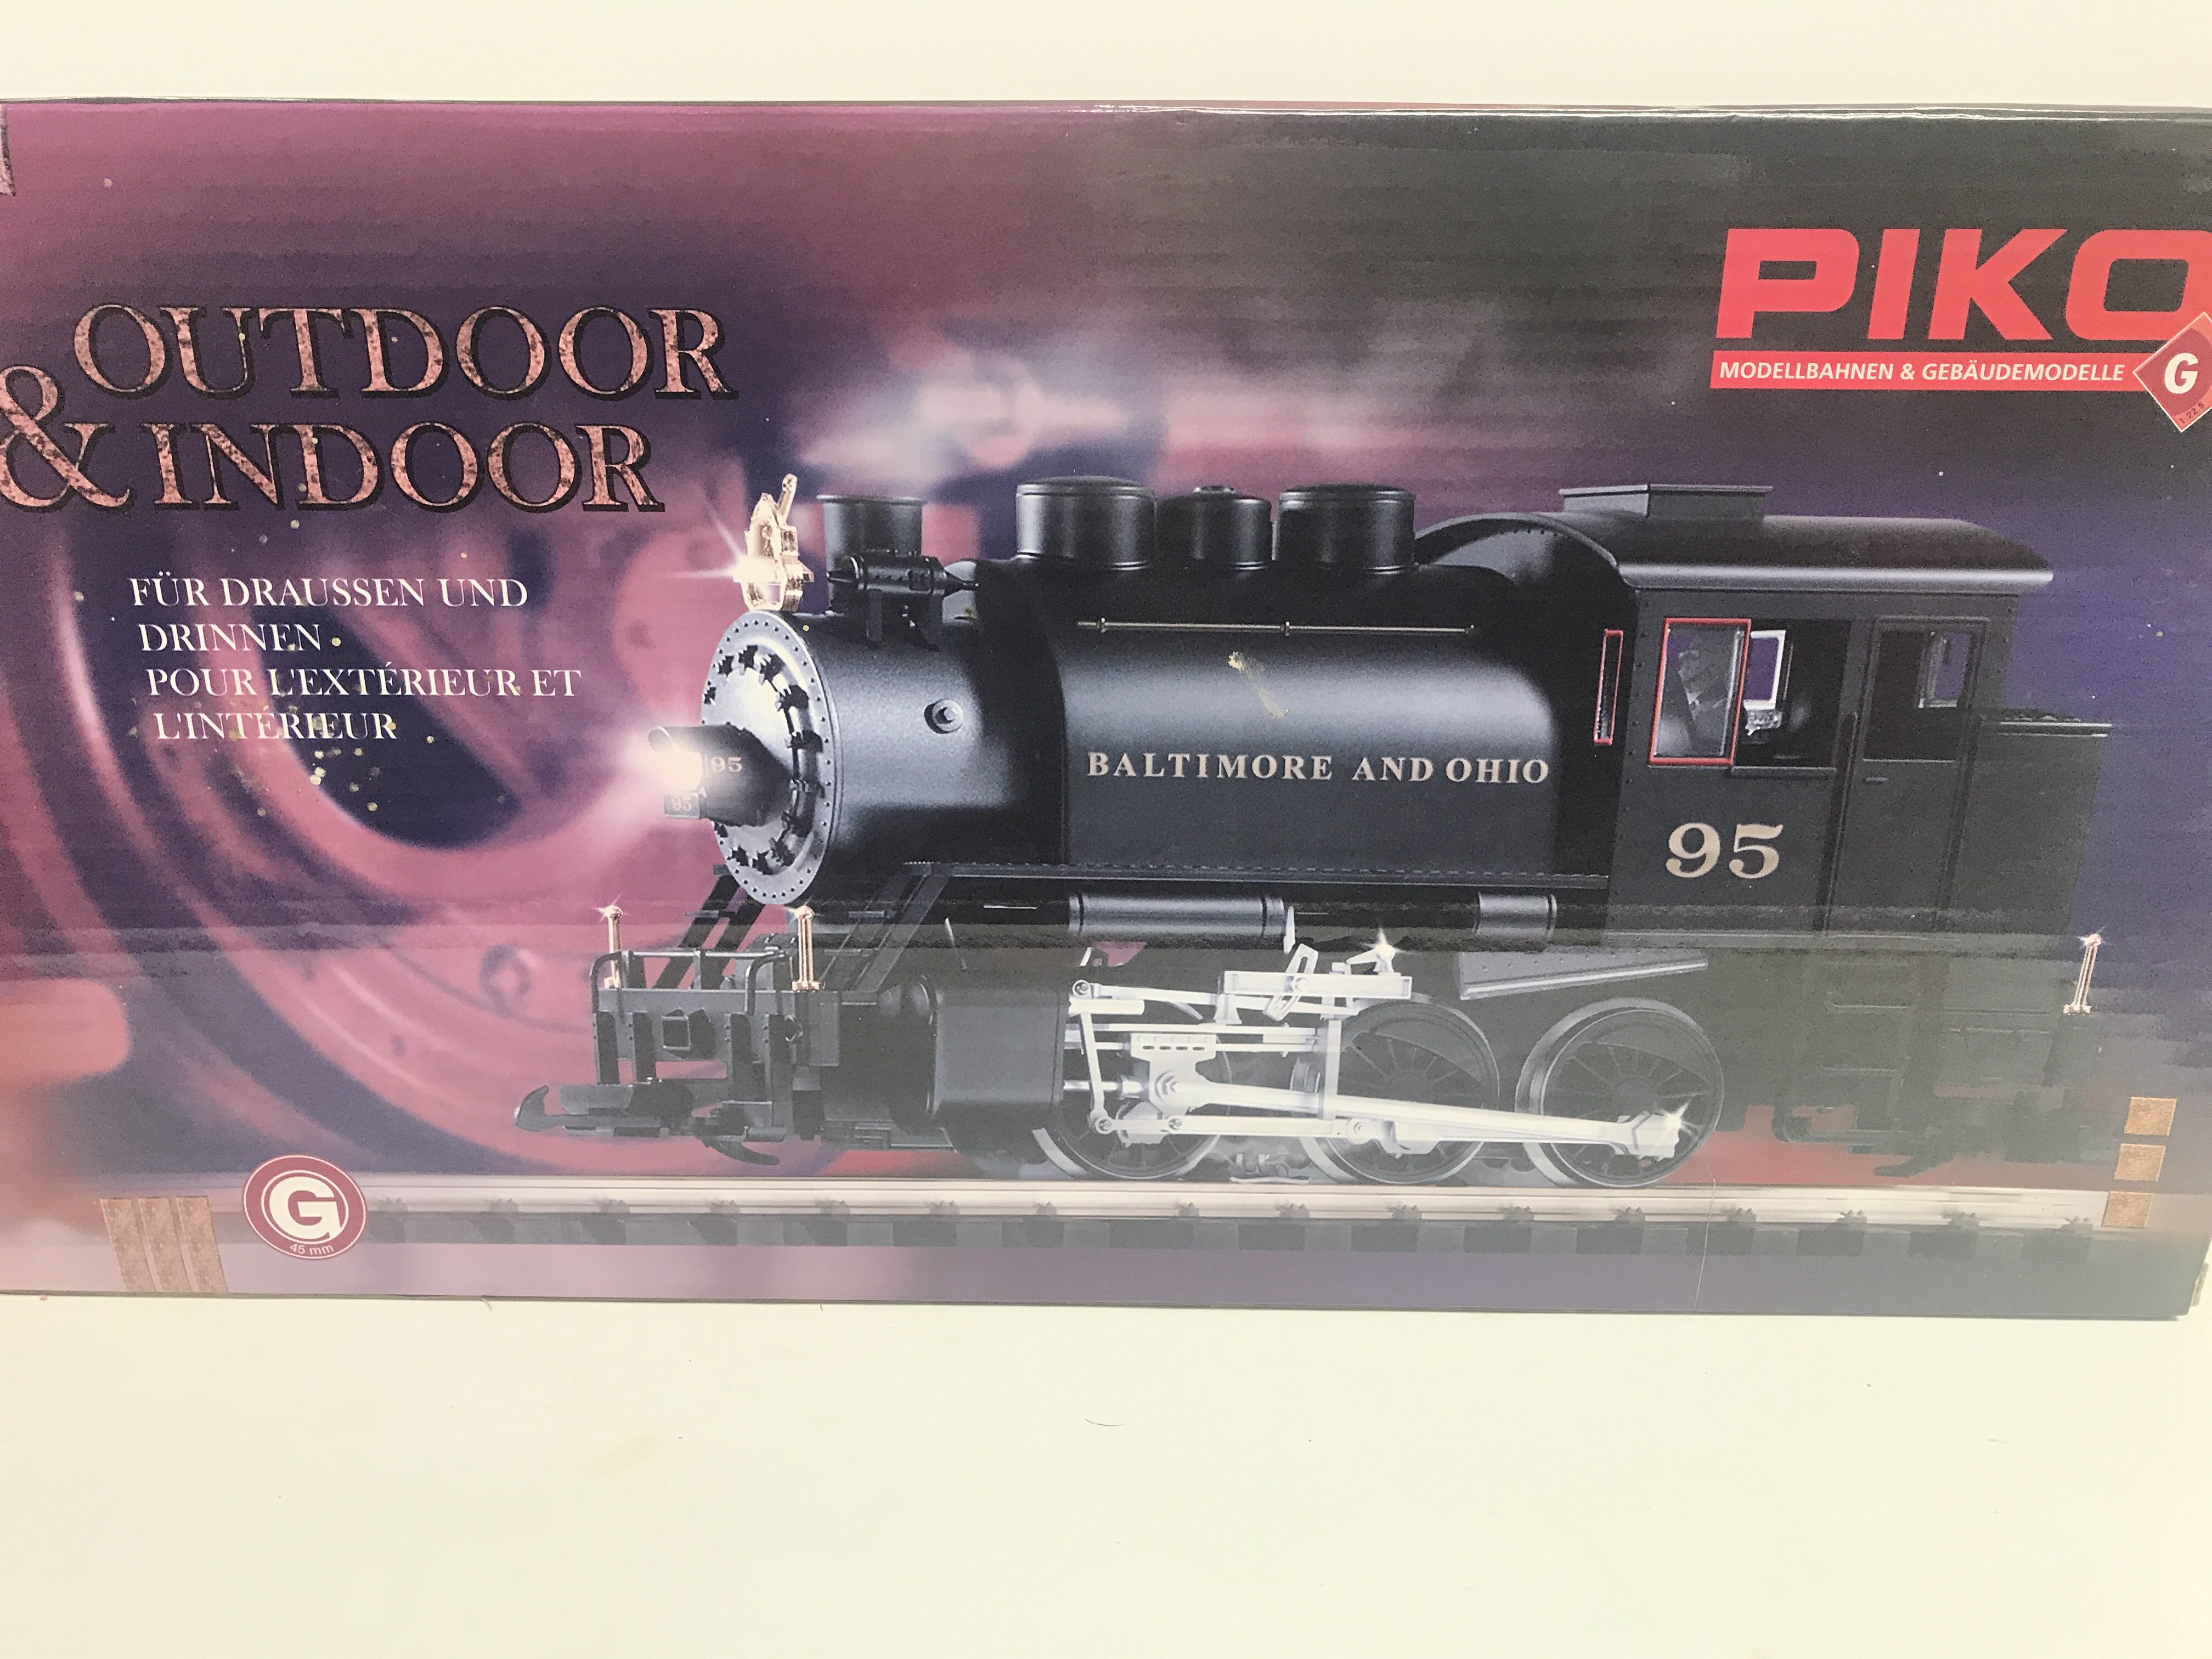 OUTDOOR
& INDOOR
FÜR DRAUSSEN UND
DRINNEN
POUR L'EXTÉRIEUR ET
L'INTÉRIEUR
PIKO
MODELLBAHNEN & GEBÄUDEMODELLE
G
BALTIMORE AND OHIO
95
95
95
G
45 mm